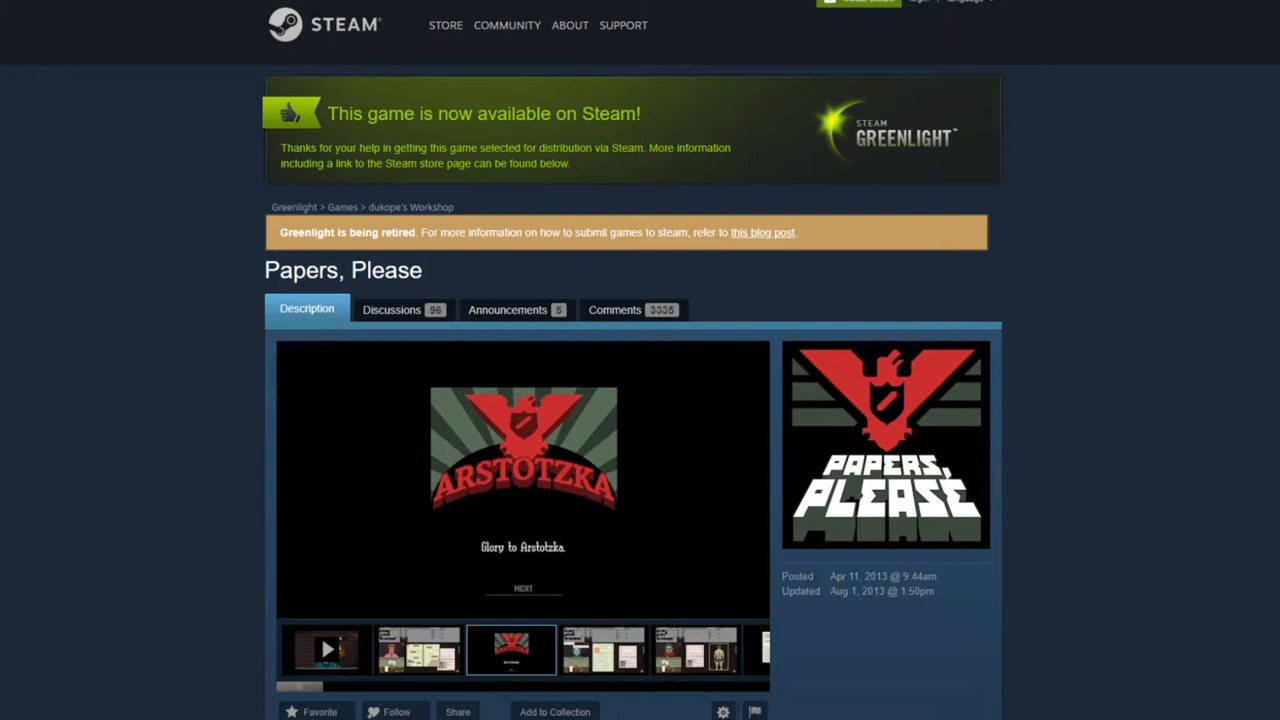 STEAM
STORE COMMUNITY ABOUT SUPPORT
This game is now available on Steam!
Thanks for your help in getting this game selected for distribution via Steam. More information
including a link to the Steam store page can be found below.
STEAM
GREENLIGHT™
Greenlight > Games > dukope's Workshop
Greenlight is being retired. For more information on how to submit games to steam, refer to this blog post.
Papers, Please
Description Discussions 96 Announcements 5 Comments 3335
ARSTOTZKA
Glory to Arstotzka.
NEXT
PAPERS,
PLEASE
Posted Apr 11, 2013 @ 9:44am
Updated Aug 1, 2013 @ 1:50pm
Favorite Follow Share Add to Collection